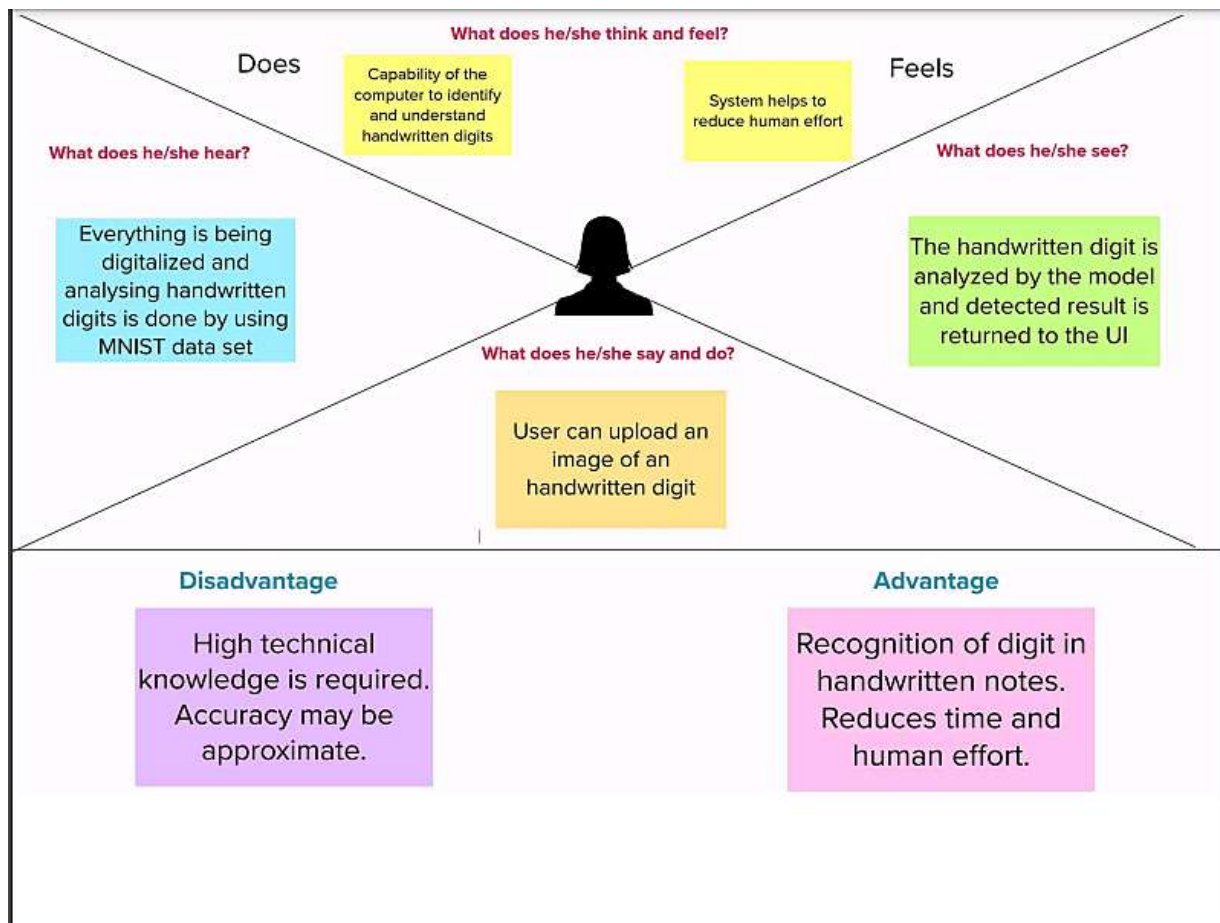 What does he/she think and feel?
Does
Feels
Capability of the
computer to identify
and understand
handwritten digits
System helps to
reduce human effort
What does he/she hear?
What does he/she see?
Everything is being
digitalized and
analysing handwritten
digits is done by using
MNIST data set
The handwritten digit is
analyzed by the model
and detected result is
returned to the UI
What does he/she say and do?
User can upload an
image of an
handwritten digit
Disadvantage
Advantage
High technical
knowledge is required.
Accuracy may be
approximate.
Recognition of digit in
handwritten notes.
Reduces time and
human effort.